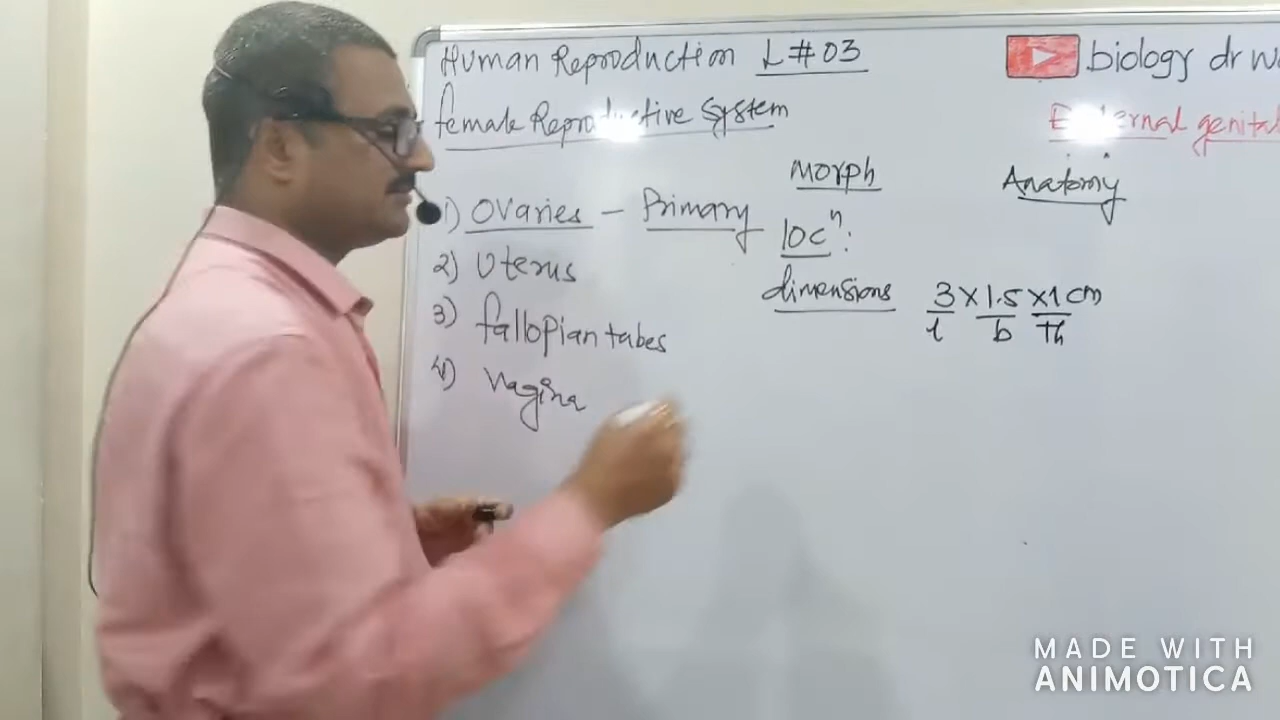 Human Reproduction L#03
biology dr
female Reproductive System
External genital
morph
Anatomy
1) Ovaries - Primary
locⁿ:
2) Uterus
dimensions 3 x 1.5 x 1 cm
l b Th
3) fallopian tubes
4) Vagina
MADE WITH
ANIMOTICA